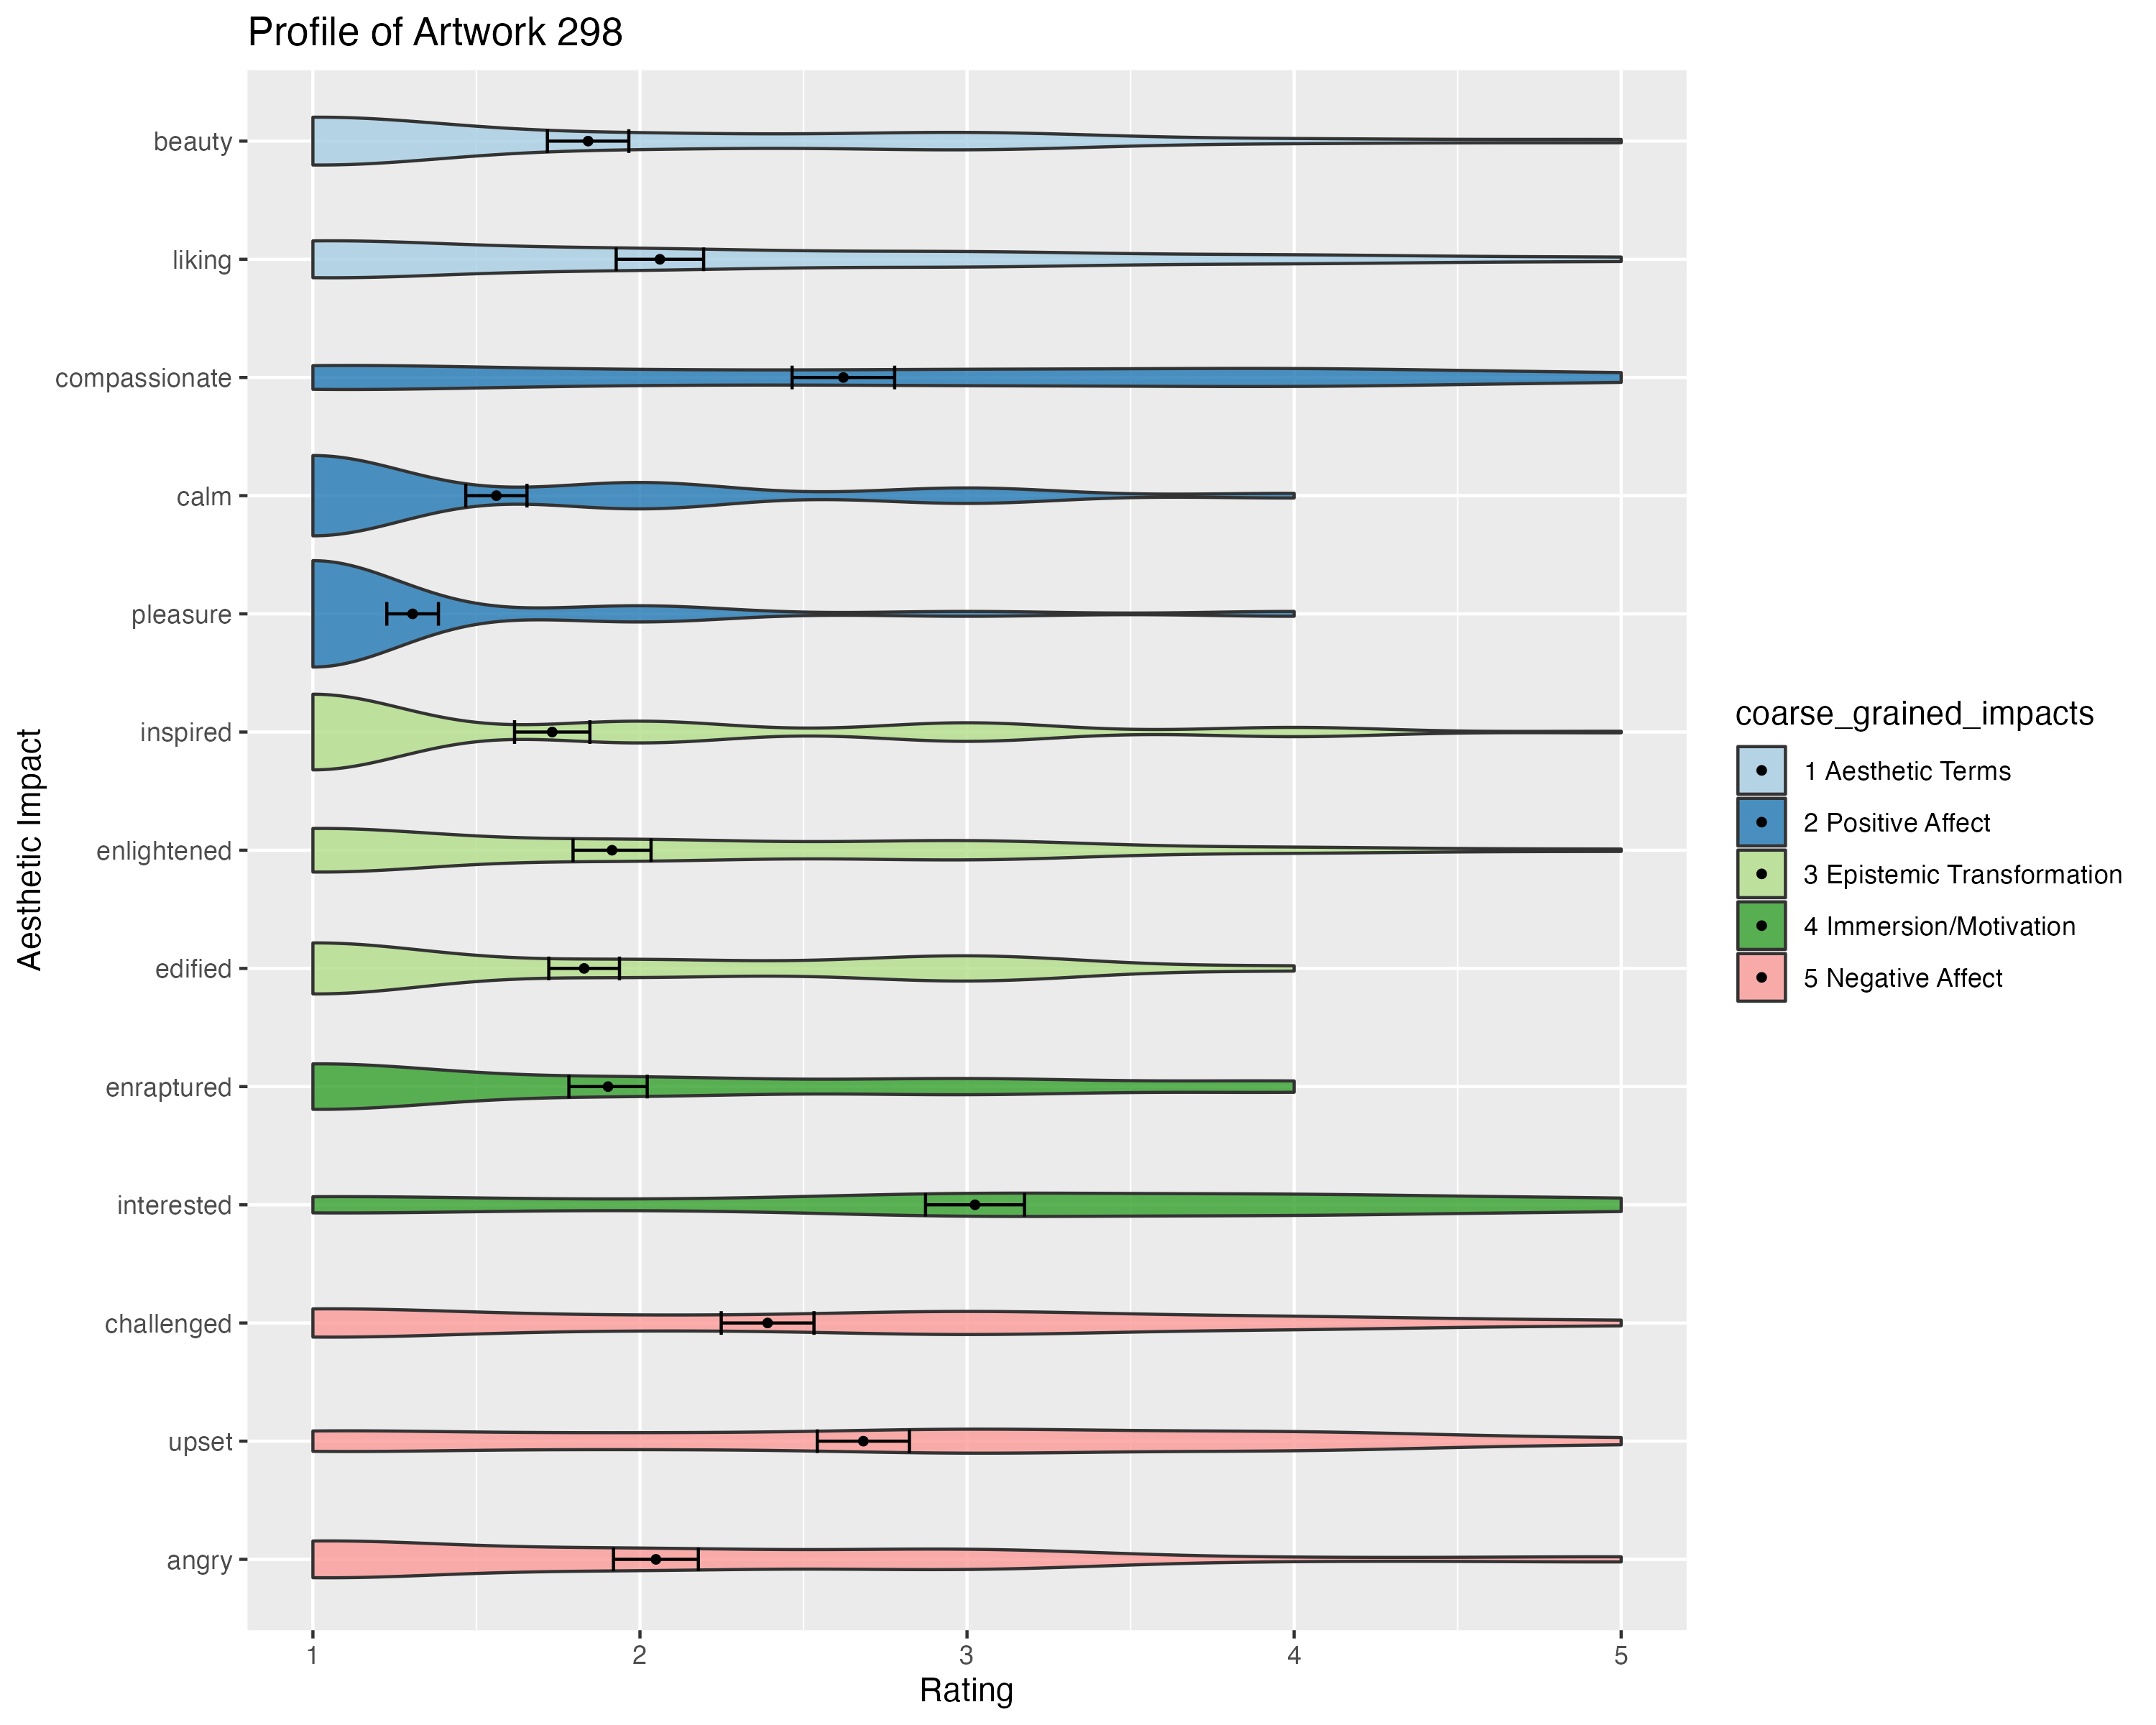 Profile of Artwork 298
beauty
liking
compassionate
calm
pleasure
inspired
enlightened
edified
enraptured
interested
challenged
upset
angry
Aesthetic Impact
1 2 3 4 5
Rating
coarse_grained_impacts
1 Aesthetic Terms
2 Positive Affect
3 Epistemic Transformation
4 Immersion/Motivation
5 Negative Affect